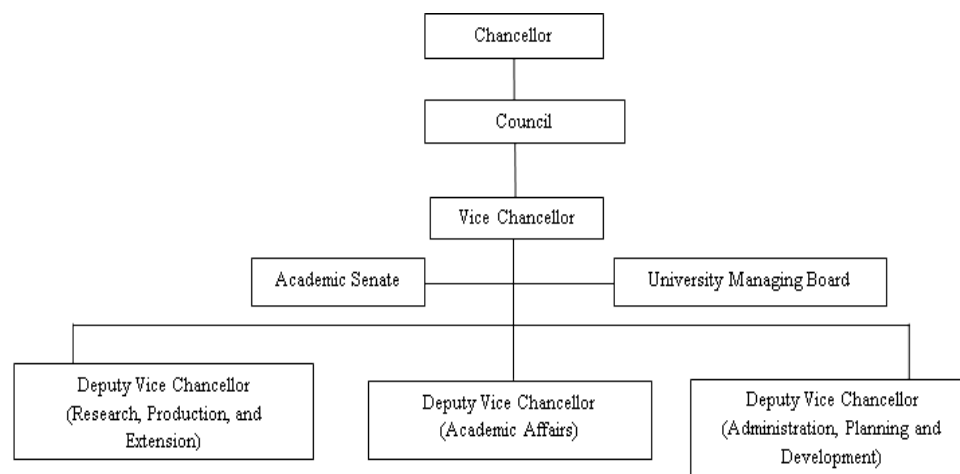 Chancellor
Council
Vice Chancellor
Academic Senate
University Managing Board
Deputy Vice Chancellor
(Research, Production, and
Extension)
Deputy Vice Chancellor
(Academic Affairs)
Deputy Vice Chancellor
(Administration, Planning and
Development)